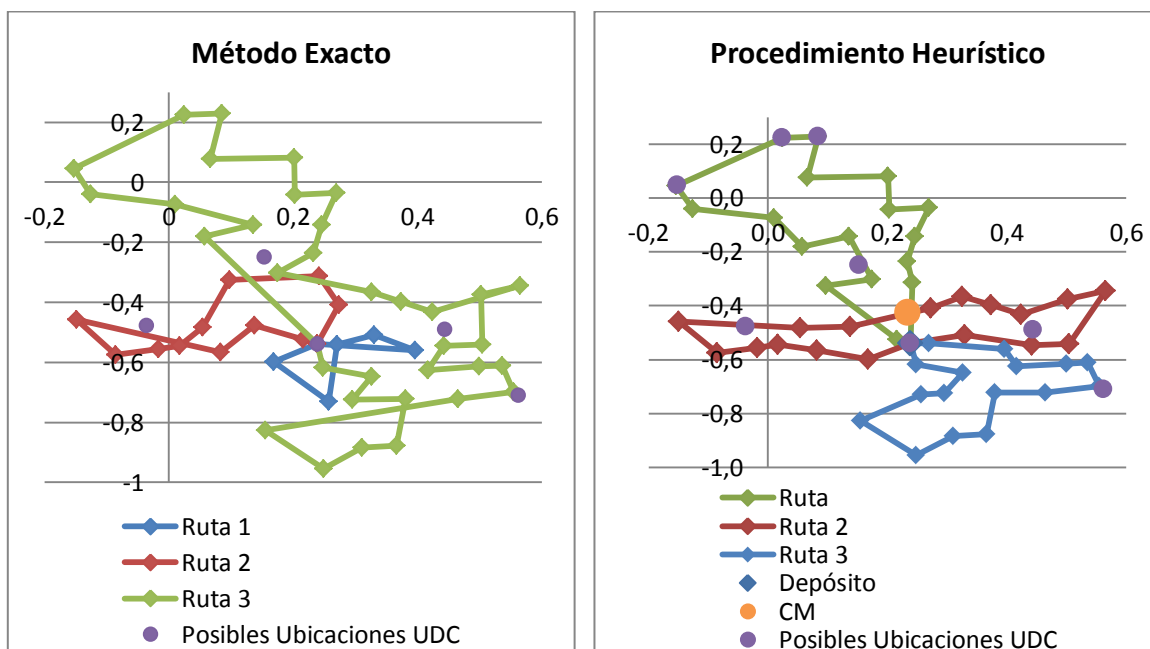 Método Exacto
0,2
0
-0,2 0 0,2 0,4 0,6
-0,2
-0,4
-0,6
-0,8
-1
Ruta 1
Ruta 2
Ruta 3
Posibles Ubicaciones UDC
Procedimiento Heurístico
0,2
0,0
-0,2 0,0 0,2 0,4 0,6
-0,2
-0,4
-0,6
-0,8
-1,0
Ruta
Ruta 2
Ruta 3
Depósito
CM
Posibles Ubicaciones UDC